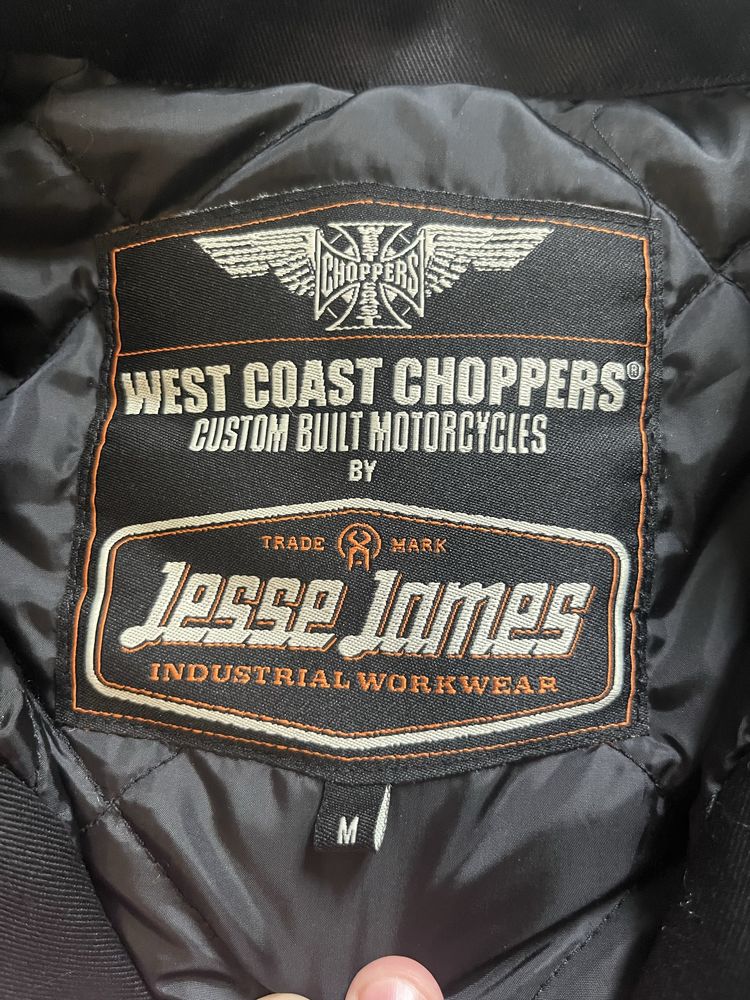 CHOPPERS
WEST COAST CHOPPERS®
CUSTOM BUILT MOTORCYCLES
BY
TRADE MARK
Jesse James
INDUSTRIAL WORKWEAR
M